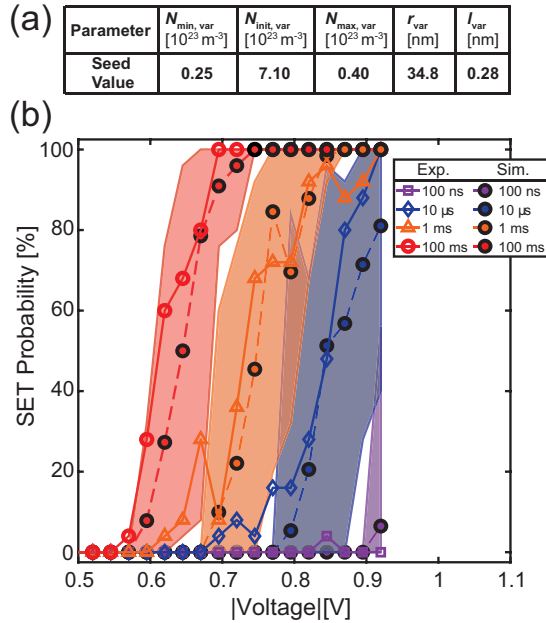 (a)
Parameter N_min, var [10^23 m^-3] N_init, var [10^23 m^-3] N_max, var [10^23 m^-3] r_var [nm] l_var [nm]
Seed Value 0.25 7.10 0.40 34.8 0.28
(b)
SET Probability [%]
100
80
60
40
20
0
Exp. Sim.
100 ns 100 ns
10 µs 10 µs
1 ms 1 ms
100 ms 100 ms
0.5 0.6 0.7 0.8 0.9 1 1.1
|Voltage|[V]